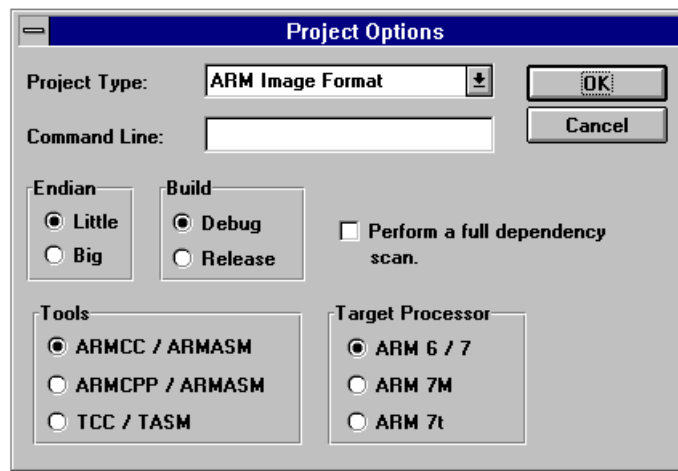 Project Options
Project Type:
ARM Image Format
OK
Command Line:
Cancel
Endian
Little
Big
Build
Debug
Release
Perform a full dependency
scan.
Tools
ARMCC / ARMASM
ARMCPP / ARMASM
TCC / TASM
Target Processor
ARM 6 / 7
ARM 7M
ARM 7t